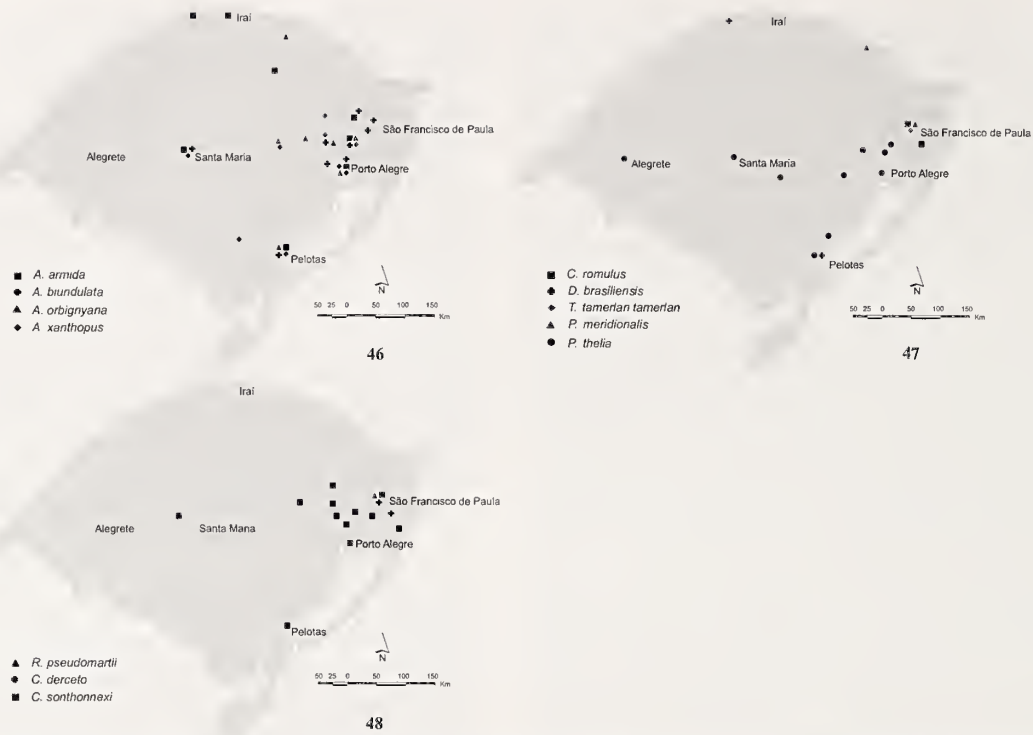 Iraí
São Francisco de Paula
Alegrete
Santa Maria
Porto Alegre
Pelotas
A. armida
A. biundulata
A. orbignyana
A. xanthopus
N
50 25 0 50 100 150
Km
46
Iraí
São Francisco de Paula
Alegrete
Santa Maria
Porto Alegre
Pelotas
C. romulus
D. brasiliensis
T. tamerlan tamerlan
P. meridionalis
P. thelia
N
50 25 0 50 100 150
Km
47
Iraí
São Francisco de Paula
Alegrete
Santa Maria
Porto Alegre
Pelotas
R. pseudomartii
C. derceto
C. sonthonnexi
N
50 25 0 50 100 150
Km
48